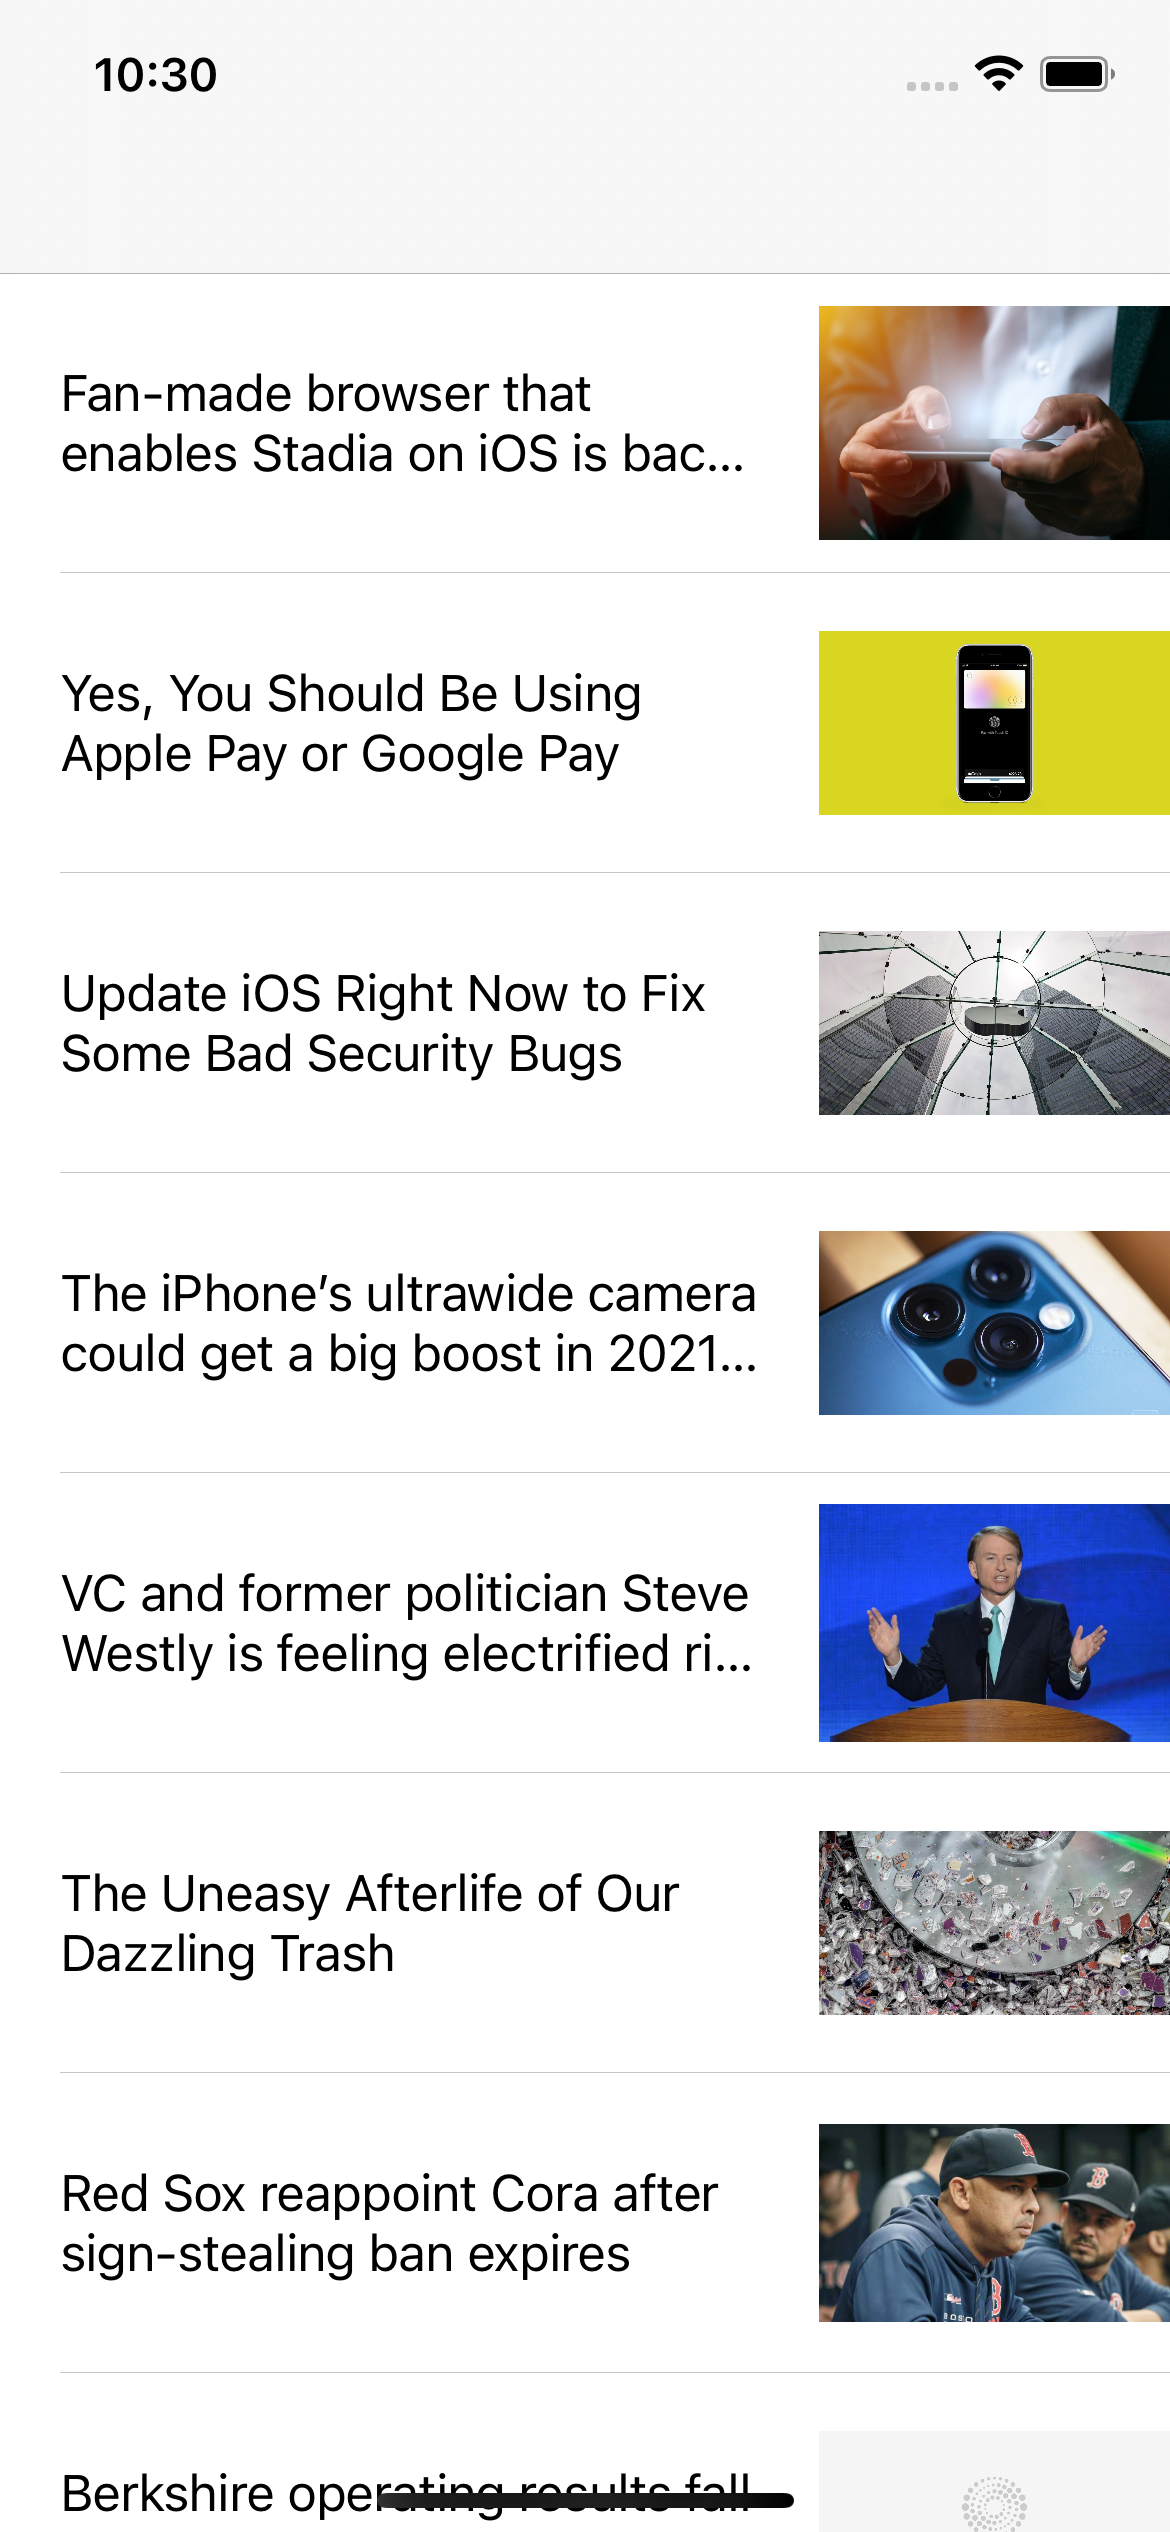 10:30
Fan-made browser that
enables Stadia on iOS is bac...
Yes, You Should Be Using
Apple Pay or Google Pay
Update iOS Right Now to Fix
Some Bad Security Bugs
The iPhone’s ultrawide camera
could get a big boost in 2021...
VC and former politician Steve
Westly is feeling electrified ri...
The Uneasy Afterlife of Our
Dazzling Trash
Red Sox reappoint Cora after
sign-stealing ban expires
Berkshire operating results fall